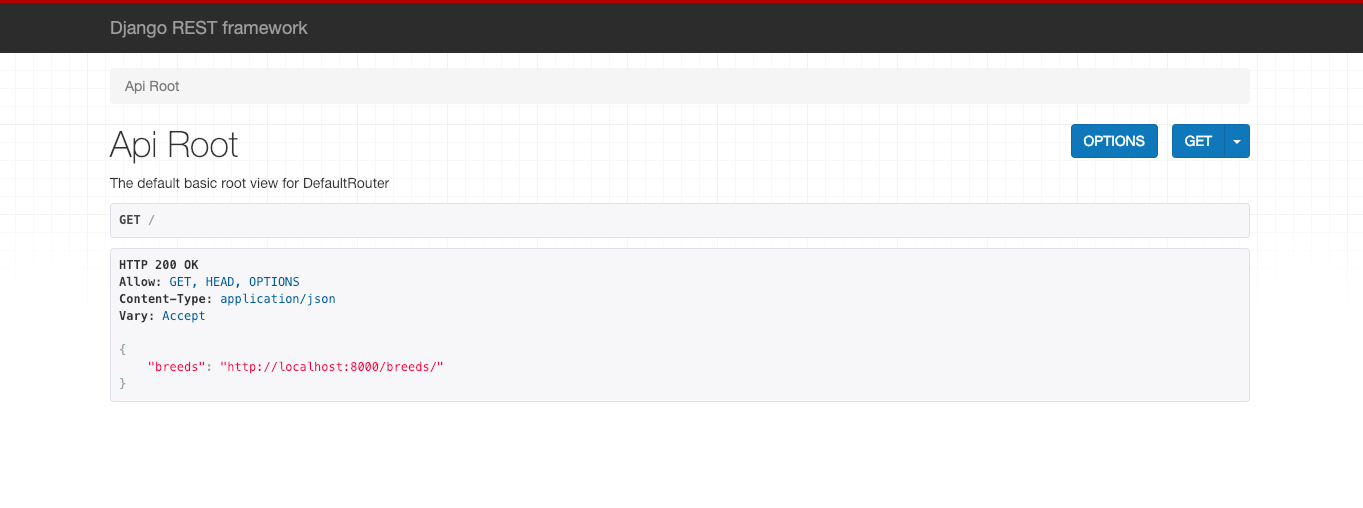 Django REST framework
Api Root
Api Root
OPTIONS
GET
The default basic root view for DefaultRouter
GET /
HTTP 200 OK
Allow: GET, HEAD, OPTIONS
Content-Type: application/json
Vary: Accept
{
    "breeds": "http://localhost:8000/breeds/"
}